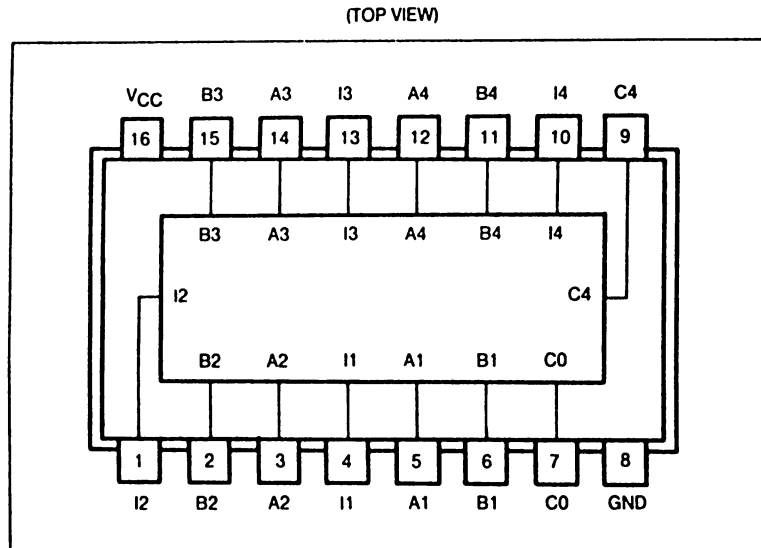 (TOP VIEW)
VCC B3 A3 I3 A4 B4 I4 C4
16 15 14 13 12 11 10 9
B3 A3 I3 A4 B4 I4
I2 C4
B2 A2 I1 A1 B1 C0
1 2 3 4 5 6 7 8
I2 B2 A2 I1 A1 B1 C0 GND